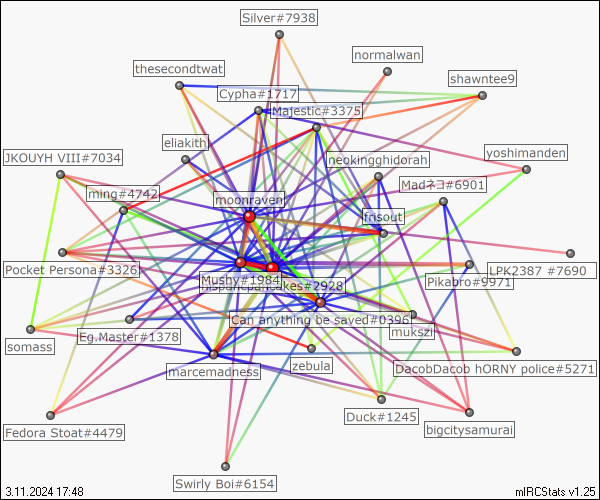 Silver#7938
normalwan
thesecondtwat
shawntee9
Cypha#1717
Majestic#3375
eliakith
yoshimanden
JKOUYH VIII#7034
neokingghidorah
ming#4742
Madネコ#6901
moonraven
frisout
Pocket Persona#3326
LPK2387 #7690
Mushy#1984
cakes#2928
Pikabro#9971
Can anything be saved#0396
mukszi
Eg.Master#1378
somass
zebula
marcemadness
DacobDacob hORNY police#5271
Duck#1245
bigcitysamurai
Fedora Stoat#4479
Swirly Boi#6154
3.11.2024 17:48
mIRCStats v1.25